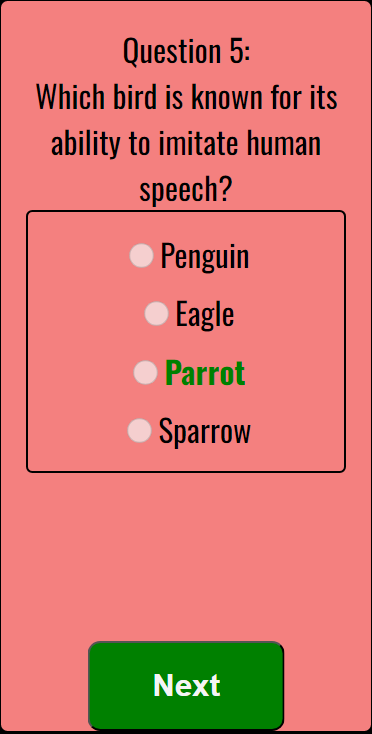 Question 5:
Which bird is known for its
ability to imitate human
speech?
Penguin
Eagle
Parrot
Sparrow
Next